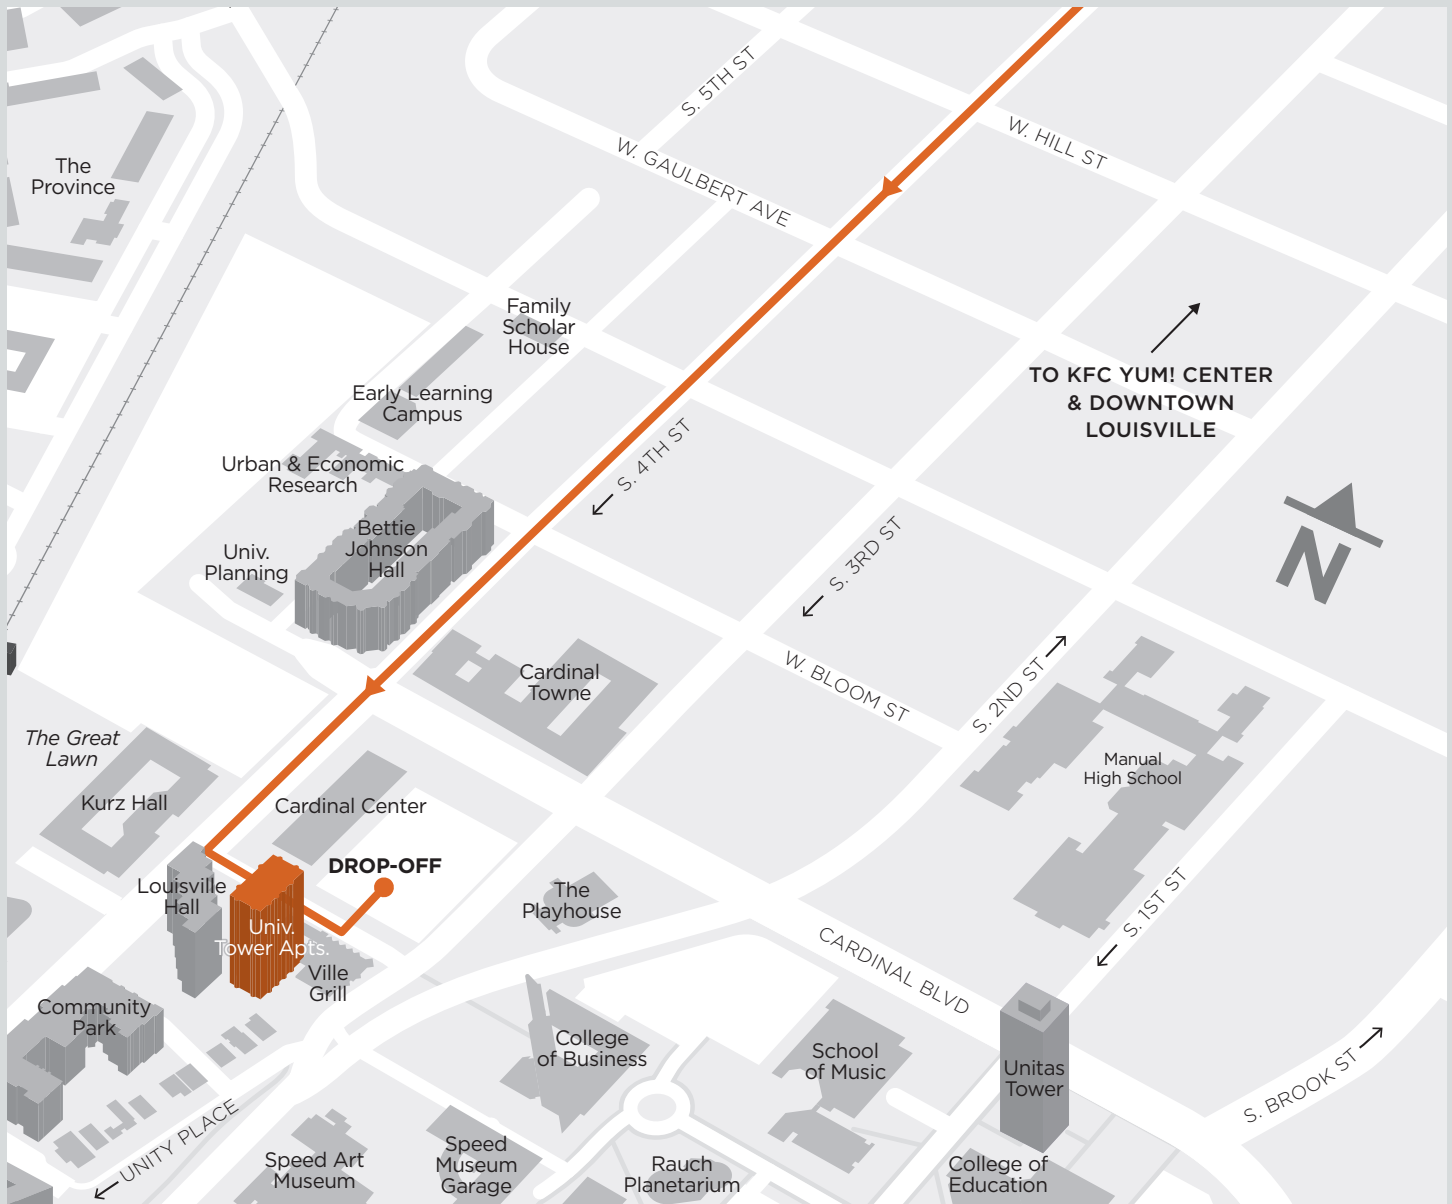 S. 5TH ST
W. HILL ST
W. GAULBERT AVE
The
Province
Family
Scholar
House
TO KFC YUM! CENTER
& DOWNTOWN
LOUISVILLE
Early Learning
Campus
S. 4TH ST
Urban & Economic
Research
Bettie
Johnson
Hall
Univ.
Planning
S. 3RD ST
N
Cardinal
Towne
W. BLOOM ST
S. 2ND ST
The Great
Lawn
Manual
High School
Kurz Hall
Cardinal Center
DROP-OFF
Louisville
Hall
The
Playhouse
S. 1ST ST
Univ.
Tower Apts.
Ville
Grill
CARDINAL BLVD
Community
Park
College
of Business
School
of Music
Unitas
Tower
S. BROOK ST
UNITY PLACE
Speed Art
Museum
Speed
Museum
Garage
Rauch
Planetarium
College of
Education